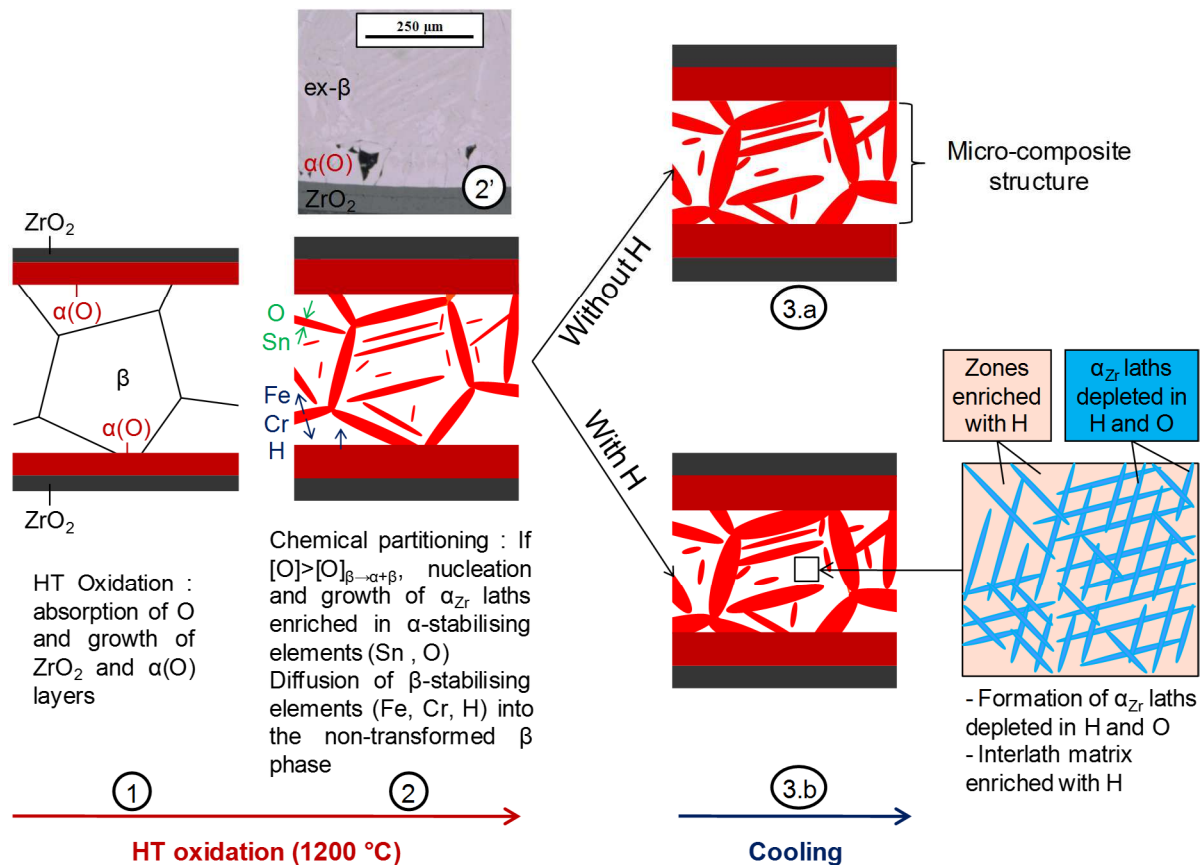 250 µm
ex-β
α(O)
ZrO₂
2'
ZrO₂
α(O)
β
α(O)
ZrO₂
HT Oxidation :
absorption of O
and growth of
ZrO₂ and α(O)
layers
1
O
Sn
Fe
Cr
H
Chemical partitioning : If
[O]>[O]β→α+β, nucleation
and growth of αZr laths
enriched in α-stabilising
elements (Sn , O)
Diffusion of β-stabilising
elements (Fe, Cr, H) into
the non-transformed β
phase
2
HT oxidation (1200 °C)
Without H
With H
Micro-composite
structure
3.a
3.b
Cooling
Zones
enriched
with H
αZr laths
depleted in
H and O
- Formation of αZr laths
depleted in H and O
- Interlath matrix
enriched with H